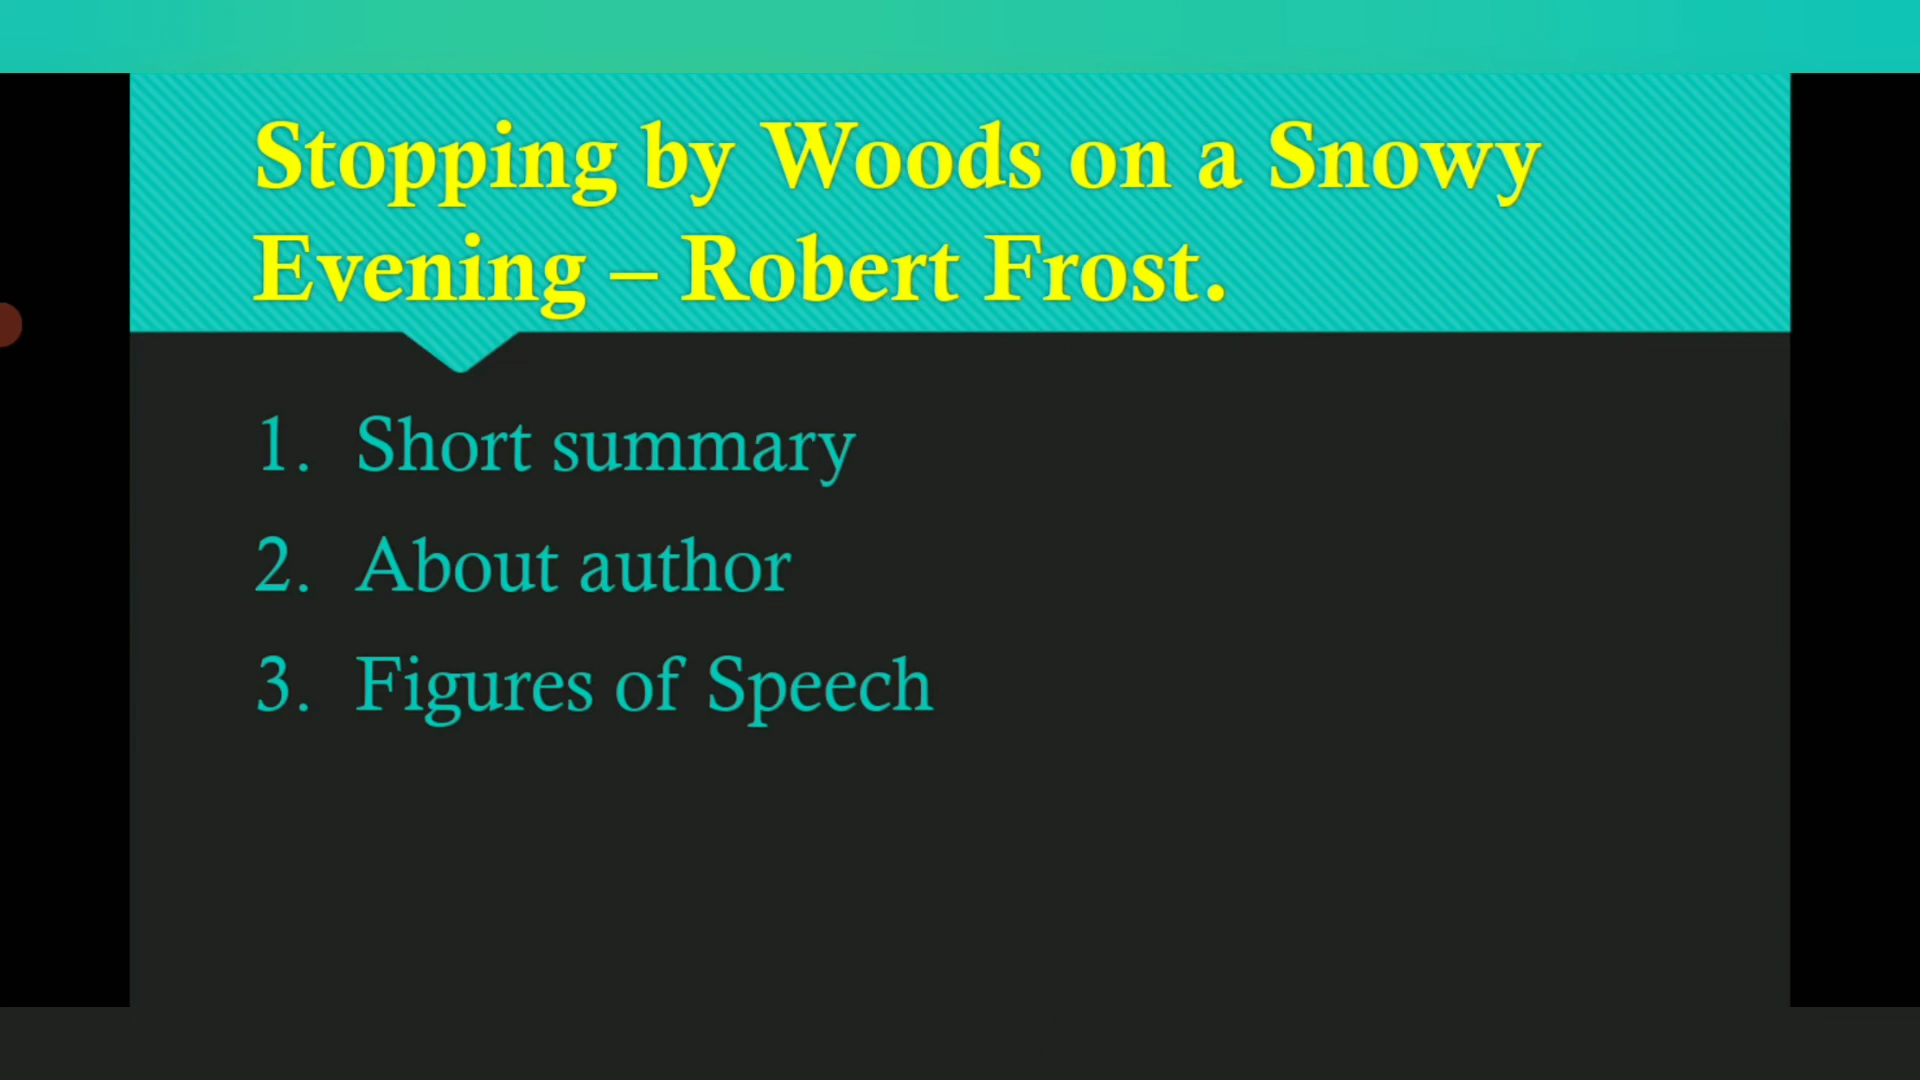 Stopping by Woods on a Snowy
Evening – Robert Frost.
1. Short summary
2. About author
3. Figures of Speech